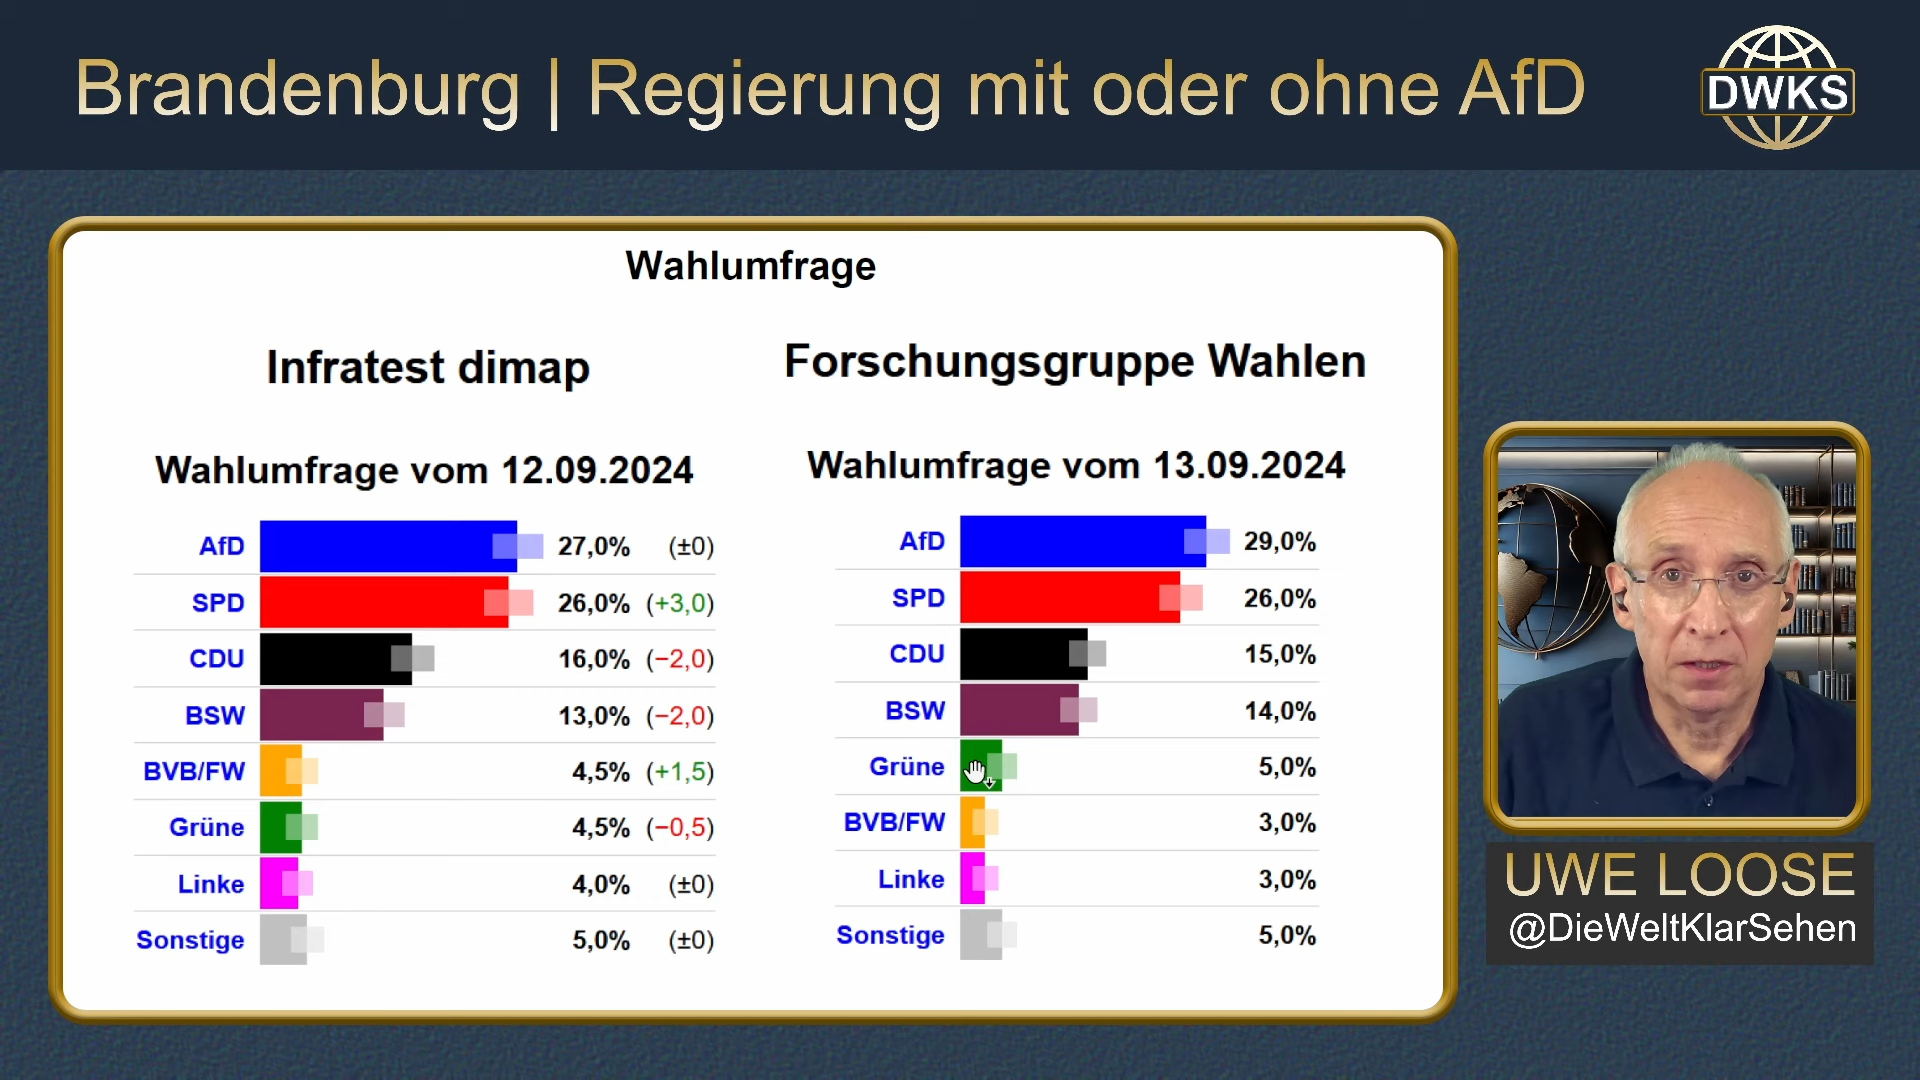 Brandenburg | Regierung mit oder ohne AfD
DWKS
Wahlumfrage
Infratest dimap
Wahlumfrage vom 12.09.2024
AfD 27,0% (±0)
SPD 26,0% (+3,0)
CDU 16,0% (−2,0)
BSW 13,0% (−2,0)
BVB/FW 4,5% (+1,5)
Grüne 4,5% (−0,5)
Linke 4,0% (±0)
Sonstige 5,0% (±0)
Forschungsgruppe Wahlen
Wahlumfrage vom 13.09.2024
AfD 29,0%
SPD 26,0%
CDU 15,0%
BSW 14,0%
Grüne 5,0%
BVB/FW 3,0%
Linke 3,0%
Sonstige 5,0%
UWE LOOSE
@DieWeltKlarSehen